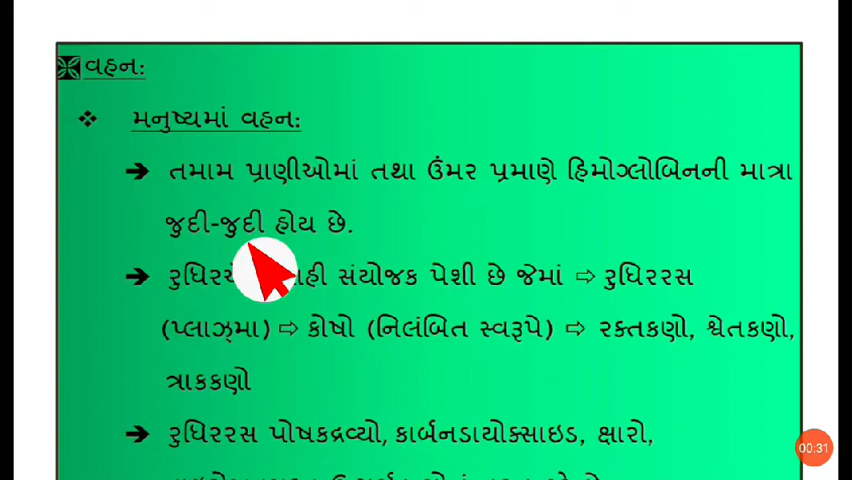 વહન:
મનુષ્યમાં વહન:
તમામ પ્રાણીઓમાં તથા ઉંમર પ્રમાણે હિમોગ્લોબિનની માત્રા
જુદી-જુદી હોય છે.
સંયોજક પેશી છે જેમાં ⇨ રુધિરરસ
(પ્લાઝ્મા) ⇨ કોષો (નિલંબિત સ્વરૂપે) ⇨ રક્તકણો, શ્વેતકણો,
ત્રાકકણો
રુધિરરસ પોષકદ્રવ્યો, કાર્બનડાયોક્સાઇડ, ક્ષારો,
00:31